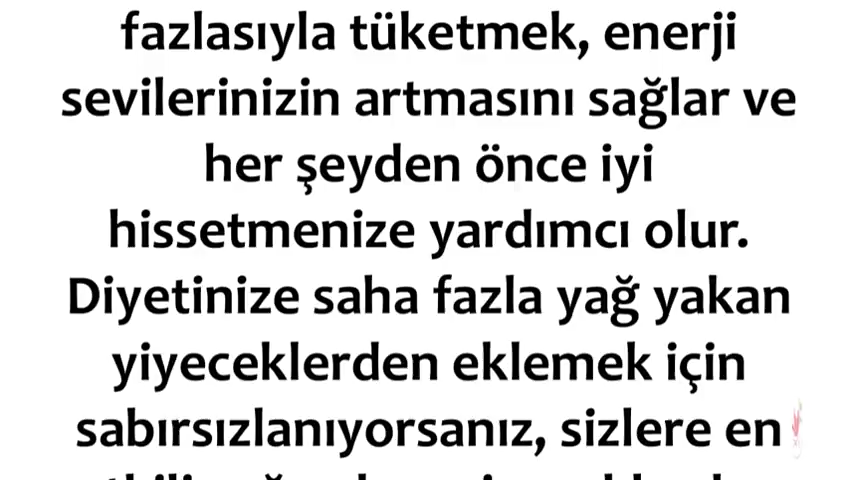 fazlasıyla tüketmek, enerji
sevilerinizin artmasını sağlar ve
her şeyden önce iyi
hissetmenize yardımcı olur.
Diyetinize saha fazla yağ yakan
yiyeceklerden eklemek için
sabırsızlanıyorsanız, sizlere en